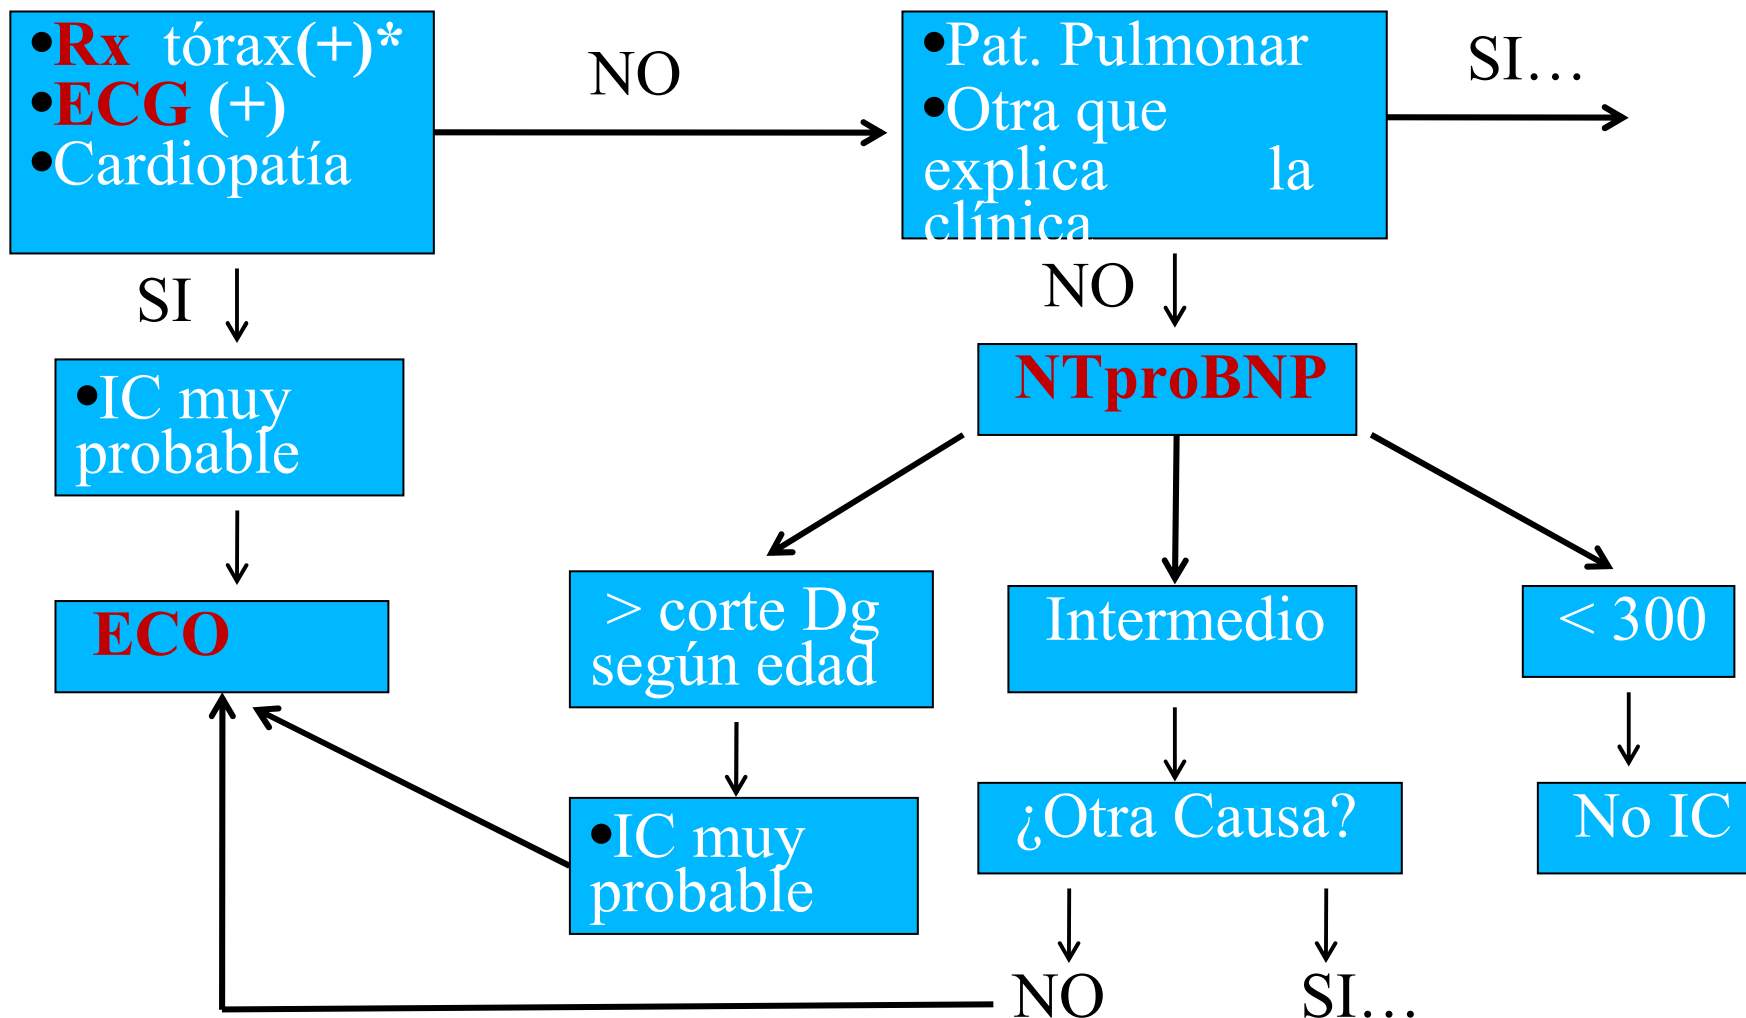 •Rx tórax(+)*
•ECG (+)
•Cardiopatía
NO
•Pat. Pulmonar
•Otra que
explica la
clínica
SI…
SI
NO
•IC muy
probable
NTproBNP
ECO
> corte Dg
según edad
Intermedio
< 300
•IC muy
probable
¿Otra Causa?
No IC
NO
SI…